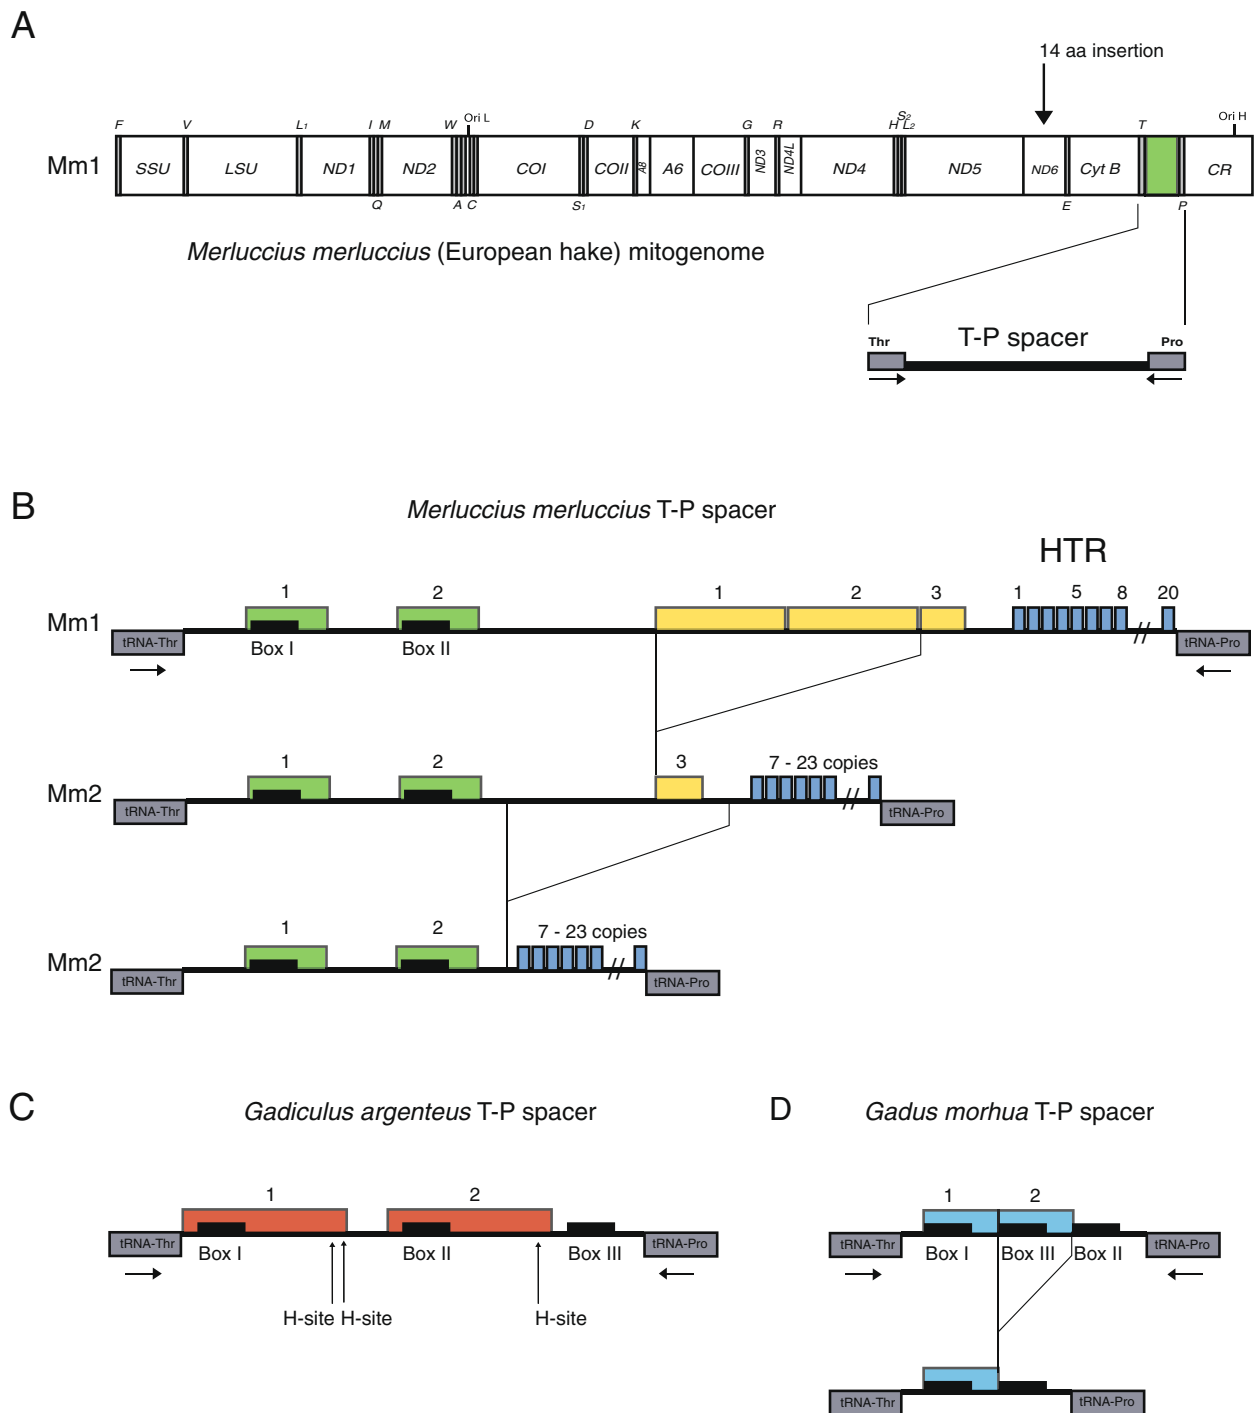 A
14 aa insertion
F V L1 I M W Ori L D K G R H S2 L2 T Ori H
Mm1 SSU LSU ND1 ND2 COI COII A8 A6 COIII ND3 ND4L ND4 ND5 ND6 Cyt B CR
Q A C S1 E P
Merluccius merluccius (European hake) mitogenome
T-P spacer
Thr Pro
B
Merluccius merluccius T-P spacer
HTR
1 2 1 2 3 1 5 8 20
Mm1
tRNA-Thr Box I Box II // tRNA-Pro
1 2 3 7 - 23 copies
Mm2
tRNA-Thr // tRNA-Pro
1 2 7 - 23 copies
Mm2
tRNA-Thr // tRNA-Pro
C
Gadiculus argenteus T-P spacer
1 2
tRNA-Thr Box I Box II Box III tRNA-Pro
H-site H-site H-site
D
Gadus morhua T-P spacer
1 2
tRNA-Thr Box I Box III Box II tRNA-Pro
tRNA-Thr tRNA-Pro